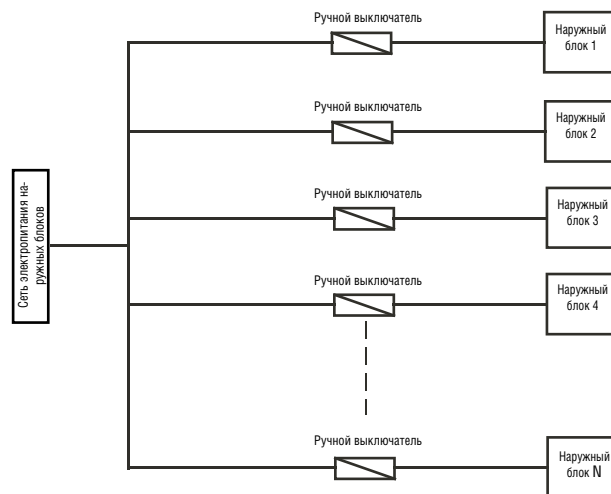 Ручной выключатель
Наружный
блок 1
Ручной выключатель
Наружный
блок 2
Сеть электропитания на-
ружных блоков
Ручной выключатель
Наружный
блок 3
Ручной выключатель
Наружный
блок 4
Ручной выключатель
Наружный
блок N